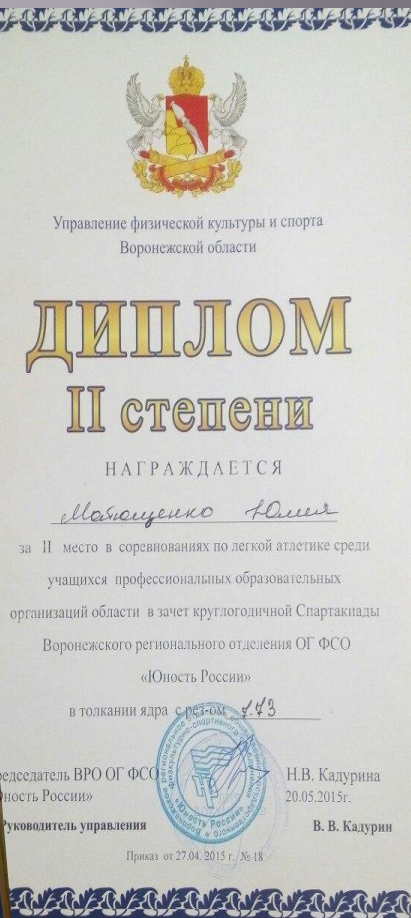 Управление физической культуры и спорта
Воронежской области
ДИПЛОМ
II степени
НАГРАЖДАЕТСЯ
Матющенко Юлия
за II место в соревнованиях по легкой атлетике среди
учащихся профессиональных образовательных
организаций области в зачет круглогодичной Спартакиады
Воронежского регионального отделения ОГ ФСО
«Юность России»
в толкании ядра с рез-ом 7.73
редседатель ВРО ОГ ФСО Н.В. Кадурина
ность России» 20.05.2015г.
Руководитель управления В. В. Кадурин
Приказ от 27.04. 2015 г. № 18
«Юность России»